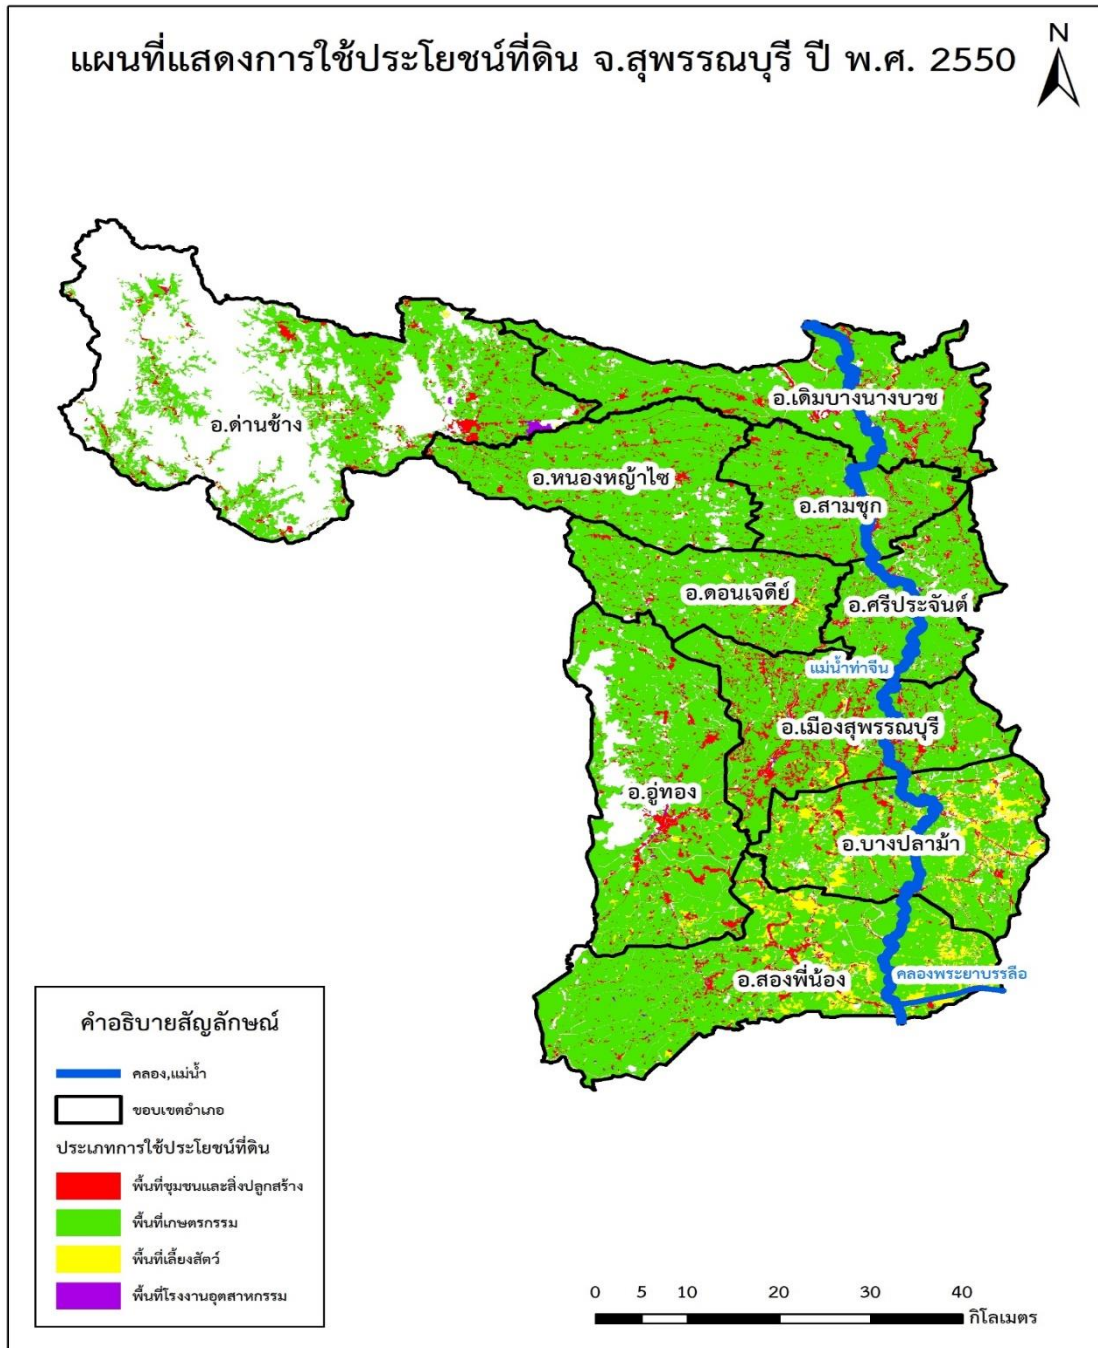 แผนที่แสดงการใช้ประโยชน์ที่ดิน จ.สุพรรณบุรี ปี พ.ศ. 2550
N
อ.เดิมบางนางบวช
อ.ด่านช้าง
อ.หนองหญ้าไซ
อ.สามชุก
อ.ดอนเจดีย์
อ.ศรีประจันต์
แม่น้ำท่าจีน
อ.เมืองสุพรรณบุรี
อ.อู่ทอง
อ.บางปลาม้า
อ.สองพี่น้อง
คลองพระยาบรรลือ
คำอธิบายสัญลักษณ์
คลอง,แม่น้ำ
ขอบเขตอำเภอ
ประเภทการใช้ประโยชน์ที่ดิน
พื้นที่ชุมชนและสิ่งปลูกสร้าง
พื้นที่เกษตรกรรม
พื้นที่เลี้ยงสัตว์
พื้นที่โรงงานอุตสาหกรรม
0 5 10 20 30 40
กิโลเมตร